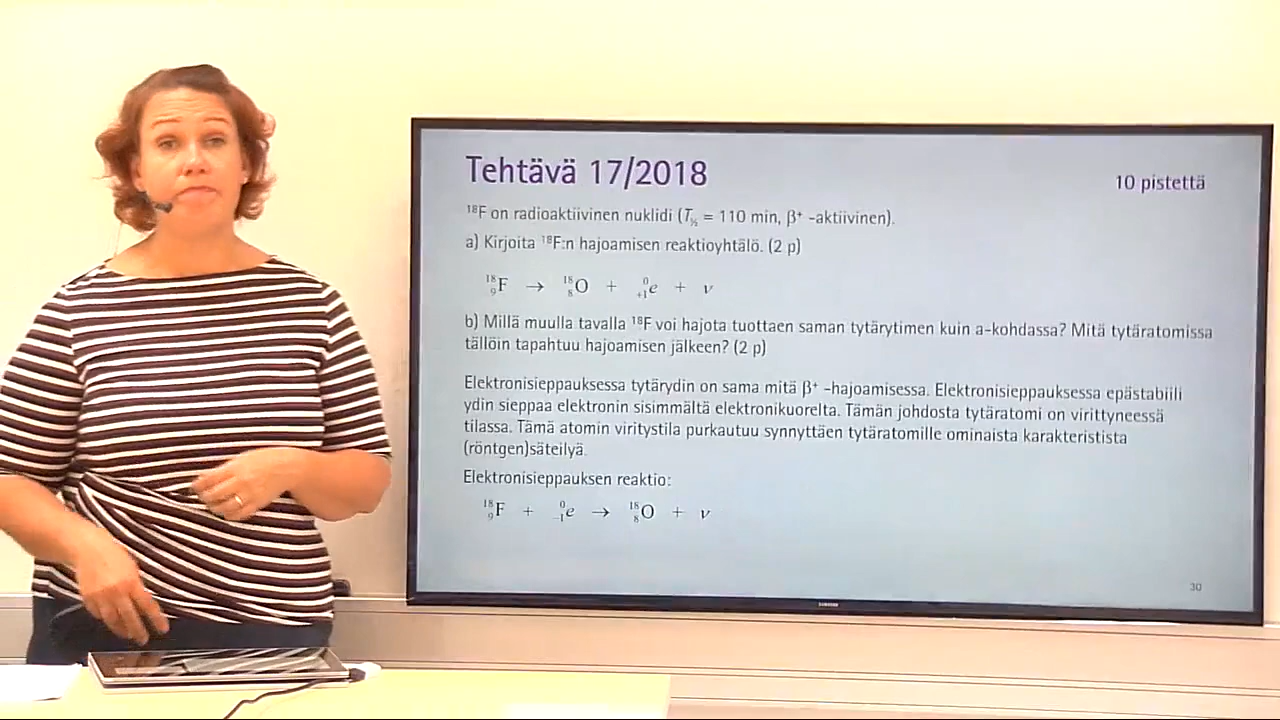 Tehtävä 17/2018
10 pistettä
¹⁸F on radioaktiivinen nuklidi (T½ = 110 min, β⁺ -aktiivinen).
a) Kirjoita ¹⁸F:n hajoamisen reaktioyhtälö. (2 p)
¹⁸₉F → ¹⁸₈O + ⁰₊₁e + ν
b) Millä muulla tavalla ¹⁸F voi hajota tuottaen saman tytärytimen kuin a-kohdassa? Mitä tytäratomissa
tällöin tapahtuu hajoamisen jälkeen? (2 p)
Elektronisieppauksessa tytärydin on sama mitä β⁺ -hajoamisessa. Elektronisieppauksessa epästabiili
ydin sieppaa elektronin sisimmältä elektronikuorelta. Tämän johdosta tytäratomi on virittyneessä
tilassa. Tämä atomin viritystila purkautuu synnyttäen tytäratomille ominaista karakteristista
(röntgen)säteilyä.
Elektronisieppauksen reaktio:
¹⁸₉F + ⁰₋₁e → ¹⁸₈O + ν
30
SAMSUNG